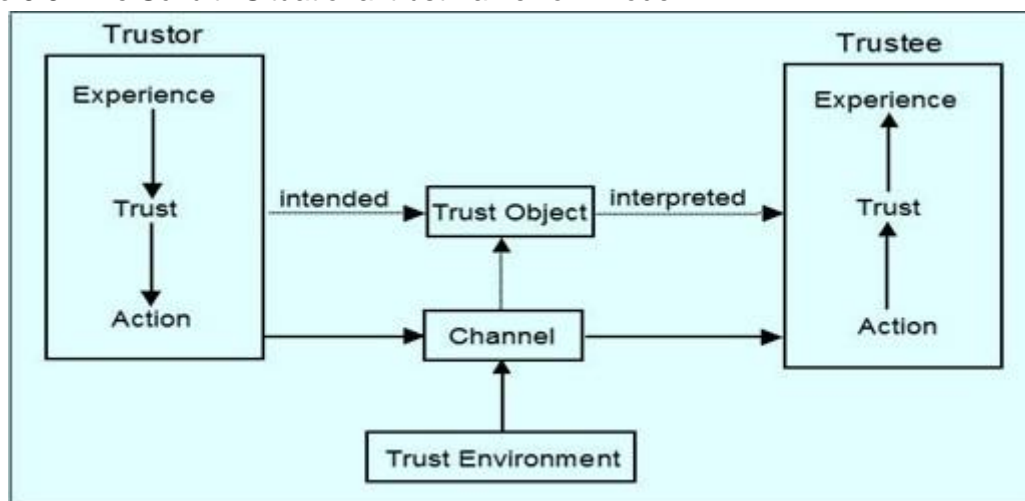 Trustor
Trustee
Experience
Experience
intended
Trust Object
interpreted
Trust
Trust
Action
Channel
Action
Trust Environment